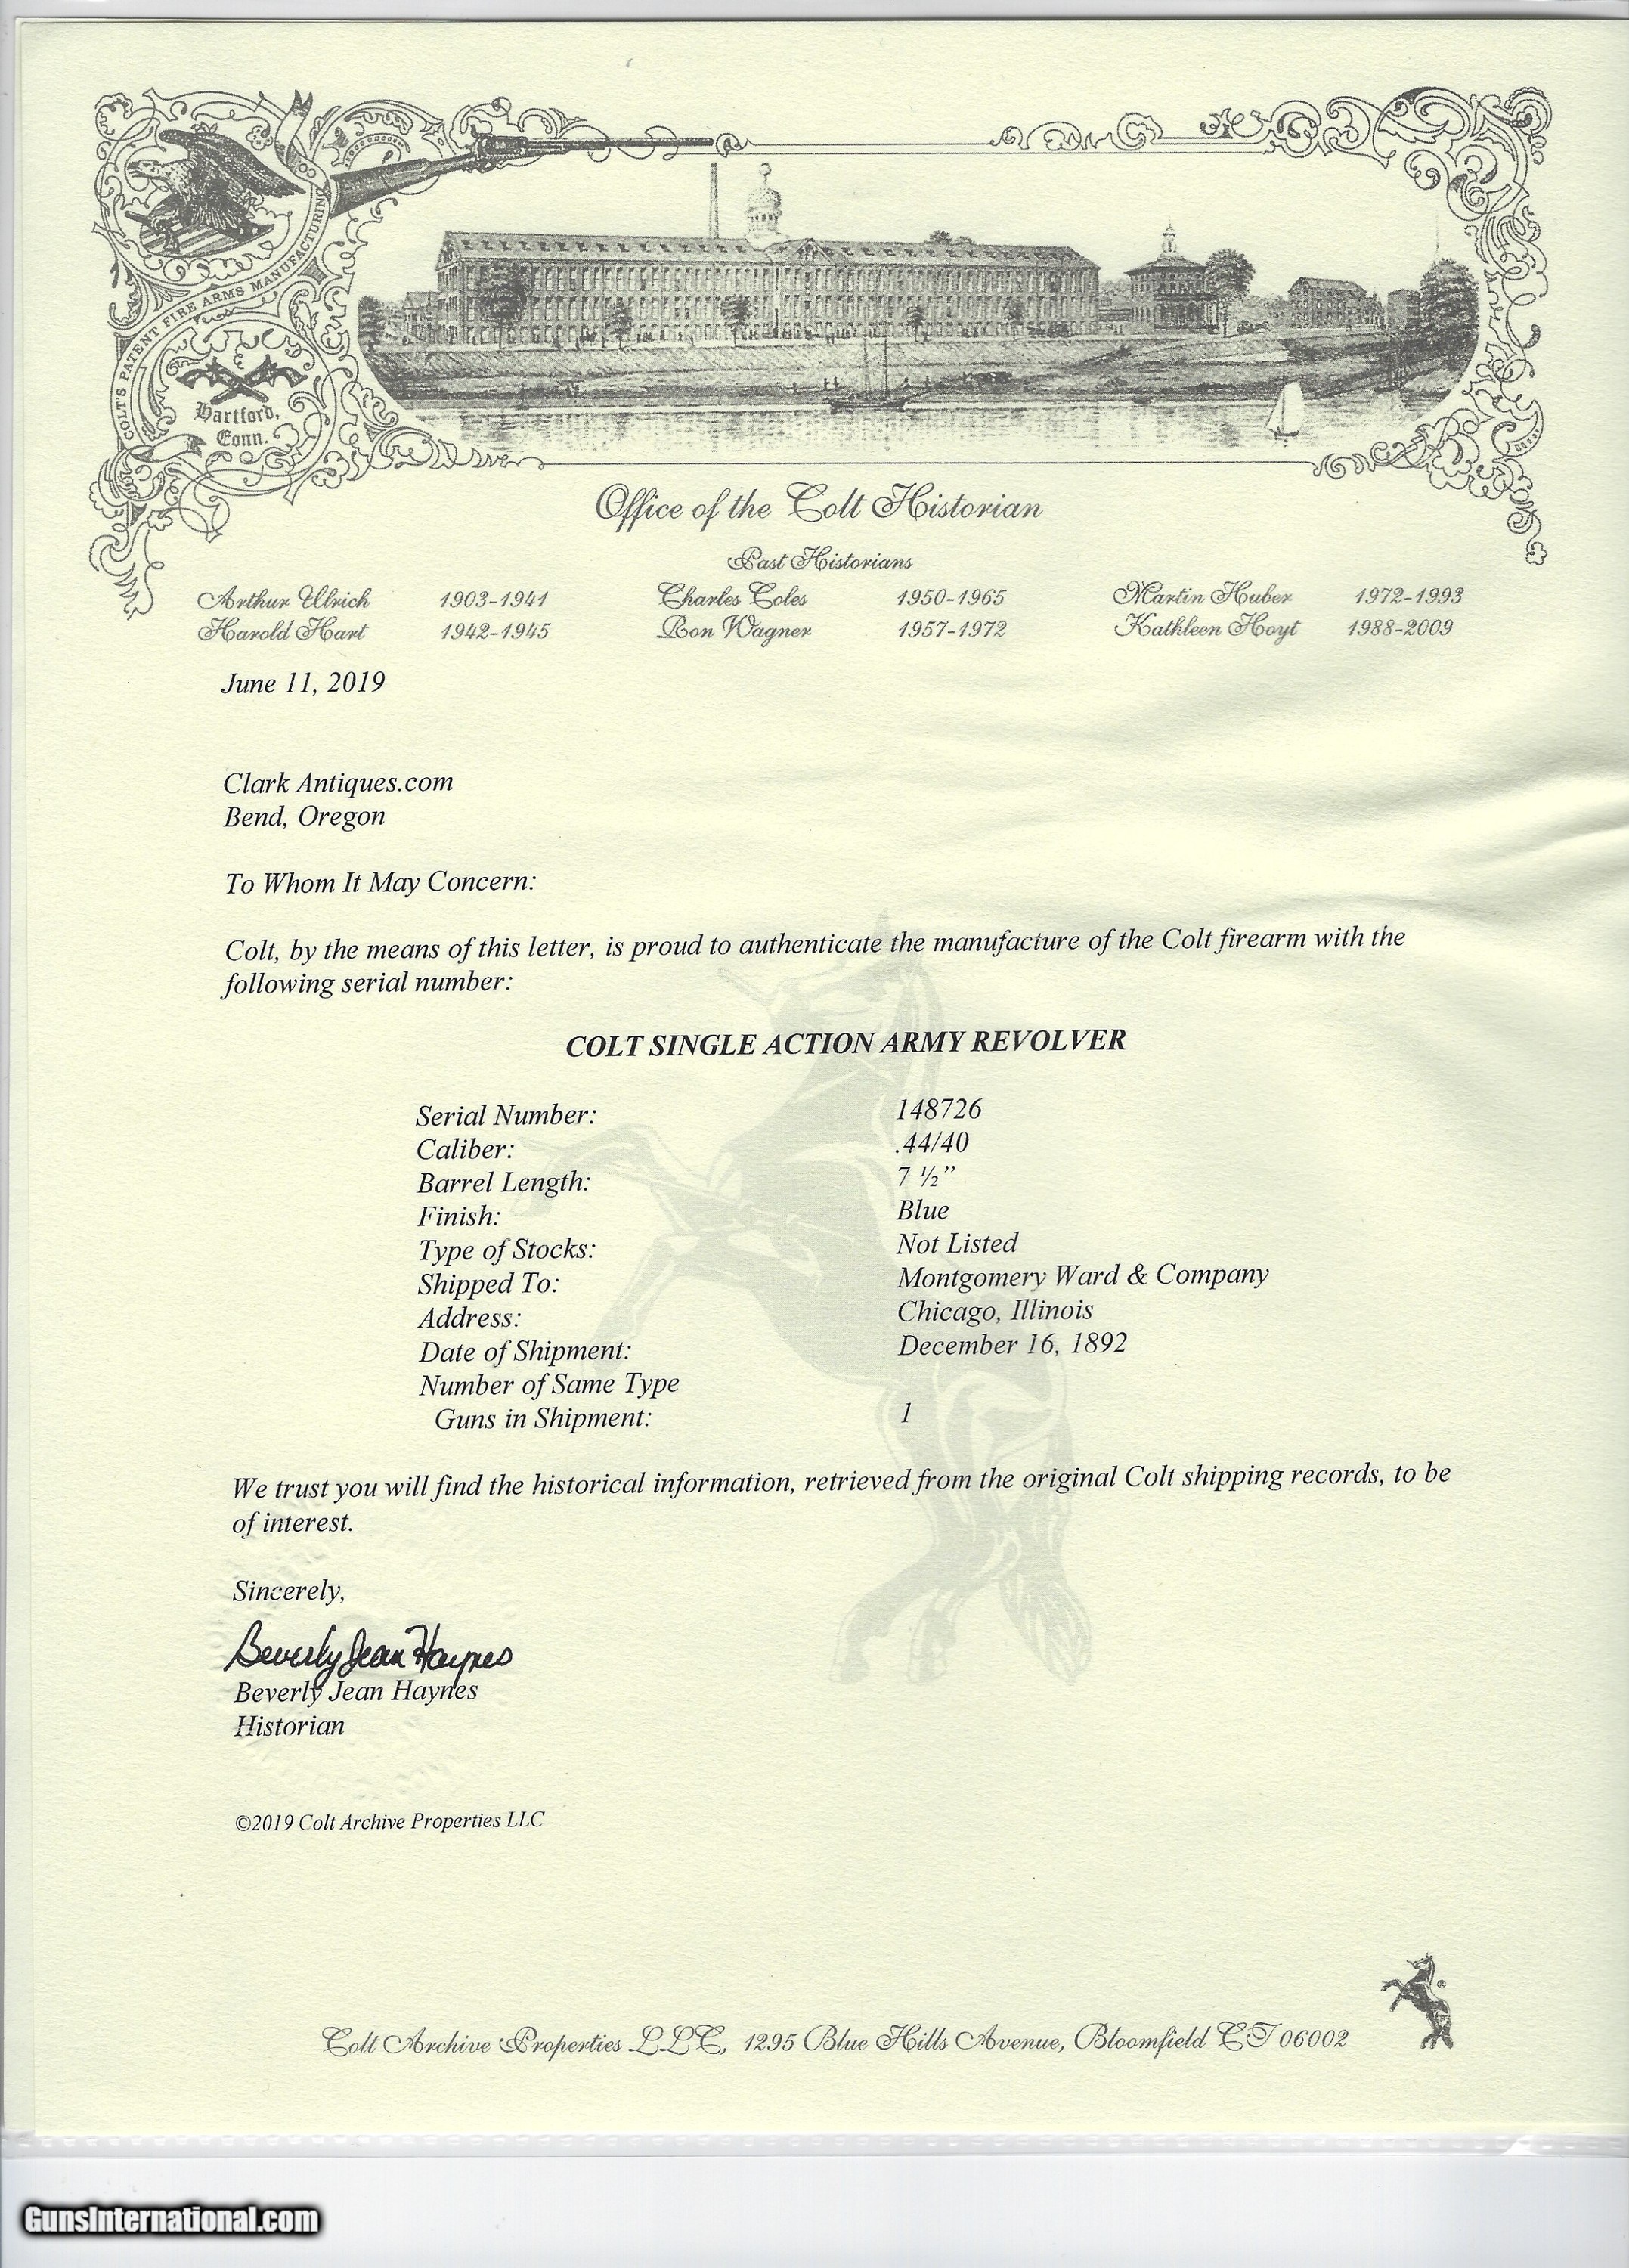 COLT'S PATENT FIRE ARMS MANUFACTURING
Hartford,
Conn.
Office of the Colt Historian
Past Historians
Arthur Ulrich 1903-1941 Charles Coles 1950-1965 Martin Huber 1972-1993
Harold Hart 1942-1945 Ron Wagner 1957-1972 Kathleen Hoyt 1988-2009
June 11, 2019
Clark Antiques.com
Bend, Oregon
To Whom It May Concern:
Colt, by the means of this letter, is proud to authenticate the manufacture of the Colt firearm with the
following serial number:
COLT SINGLE ACTION ARMY REVOLVER
Serial Number: 148726
Caliber: .44/40
Barrel Length: 7 ½”
Finish: Blue
Type of Stocks: Not Listed
Shipped To: Montgomery Ward & Company
Address: Chicago, Illinois
Date of Shipment: December 16, 1892
Number of Same Type
Guns in Shipment: 1
We trust you will find the historical information, retrieved from the original Colt shipping records, to be
of interest.
Sincerely,
Beverly Jean Haynes
Beverly Jean Haynes
Historian
©2019 Colt Archive Properties LLC
®
Colt Archive Properties LLC, 1295 Blue Hills Avenue, Bloomfield CT 06002
GunsInternational.com